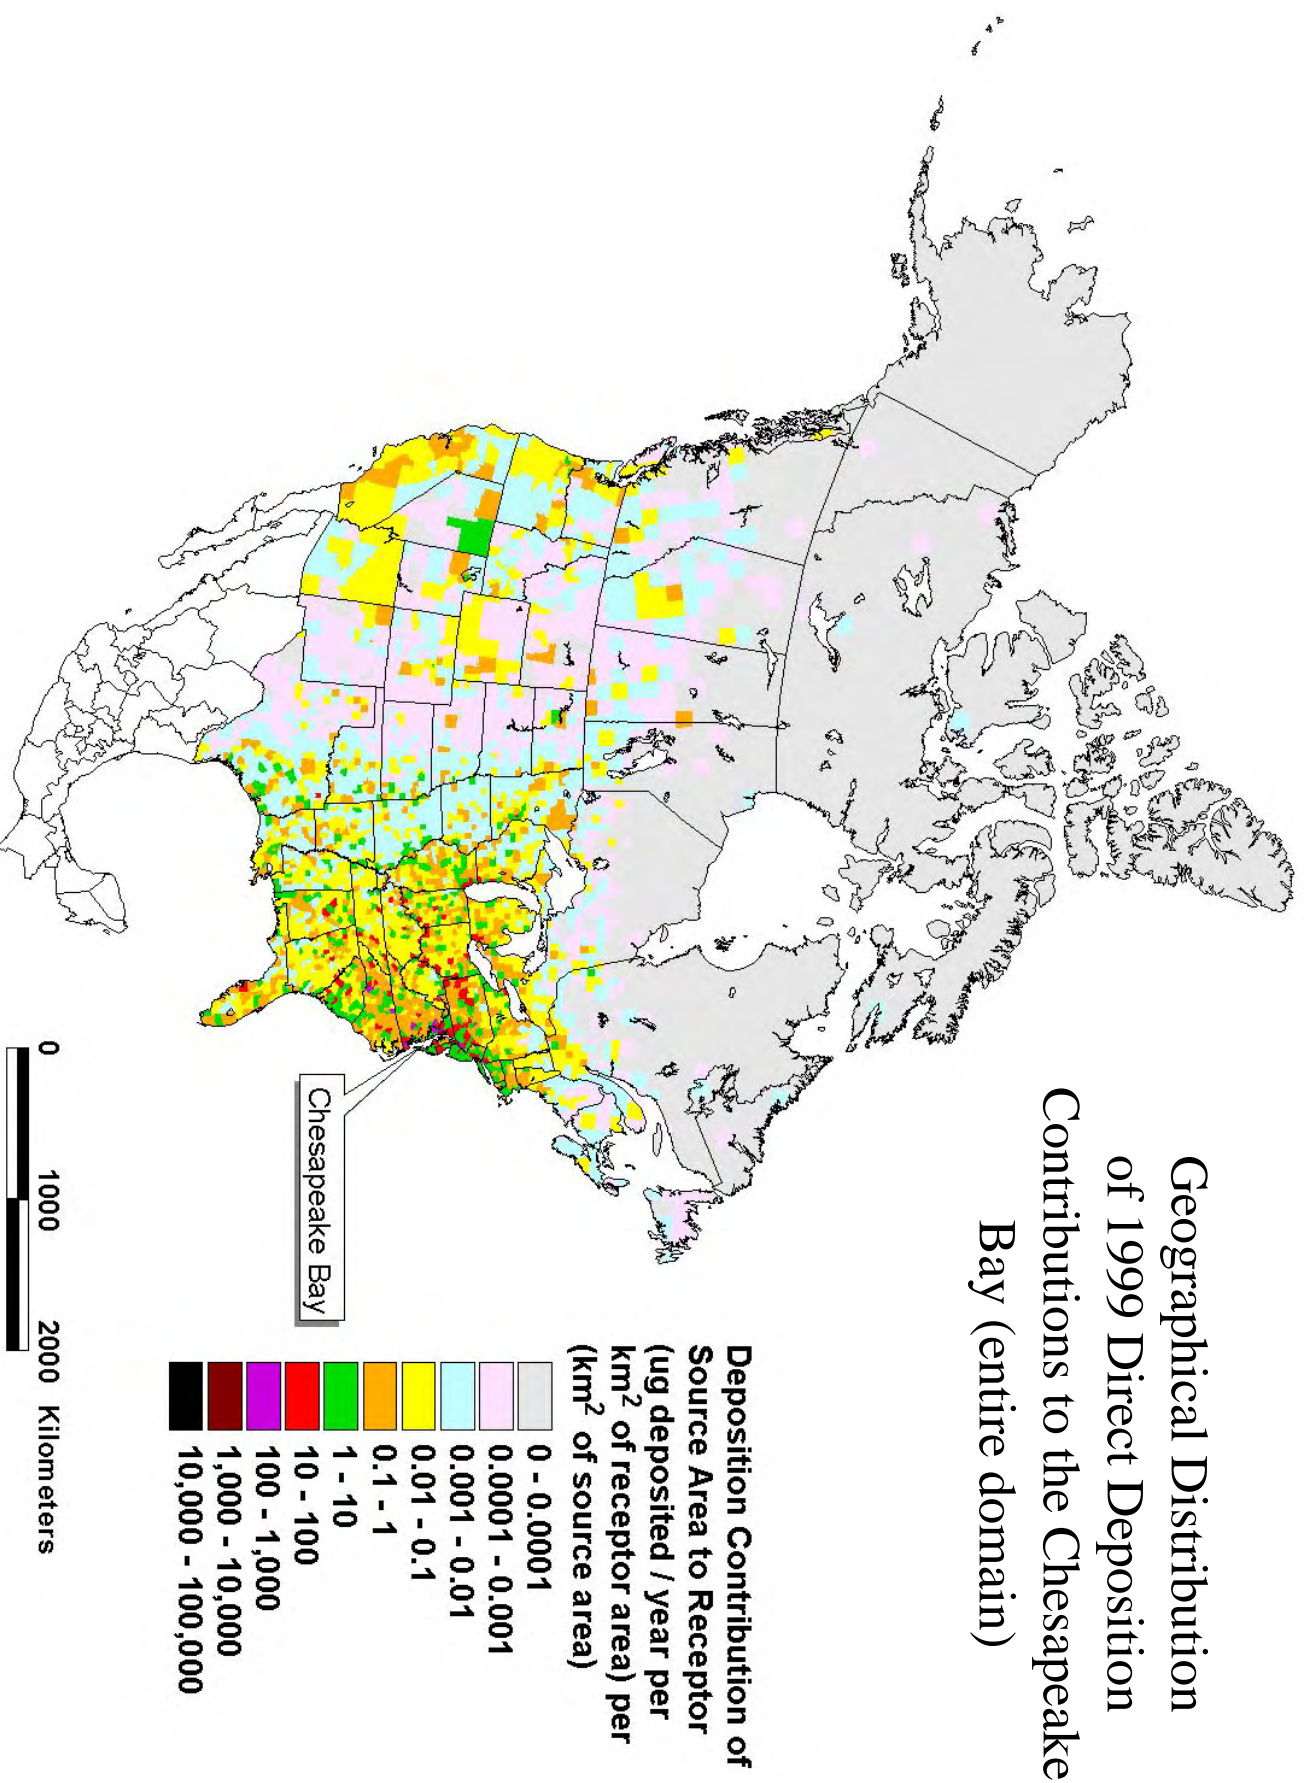 Geographical Distribution
of 1999 Direct Deposition
Contributions to the Chesapeake
Bay (entire domain)
Deposition Contribution of
Source Area to Receptor
(ug deposited / year per
km2 of receptor area) per
(km2 of source area)
0 - 0.0001
0.0001 - 0.001
0.001 - 0.01
0.01 - 0.1
0.1 - 1
1 - 10
10 - 100
100 - 1,000
1,000 - 10,000
10,000 - 100,000
Chesapeake Bay
0 1000 2000 Kilometers